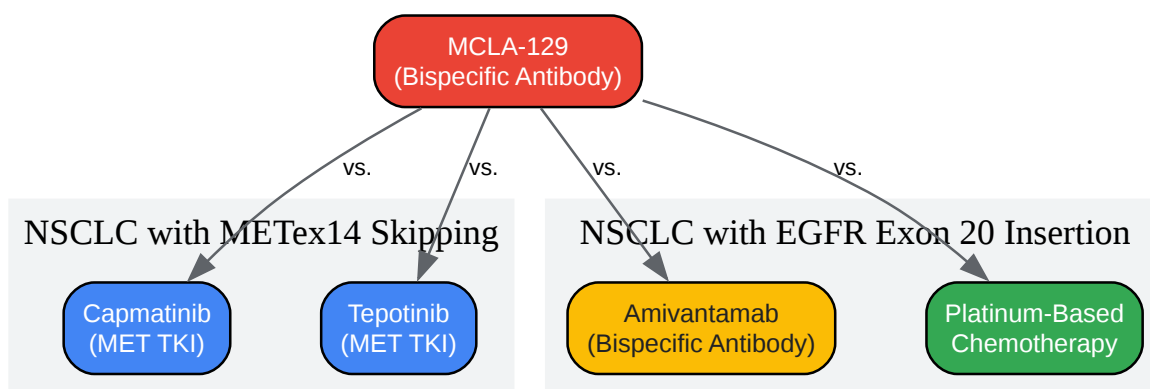 MCLA-129
(Bispecific Antibody)
vs.
vs.
vs.
vs.
NSCLC with METex14 Skipping
NSCLC with EGFR Exon 20 Insertion
Capmatinib
(MET TKI)
Tepotinib
(MET TKI)
Amivantamab
(Bispecific Antibody)
Platinum-Based
Chemotherapy